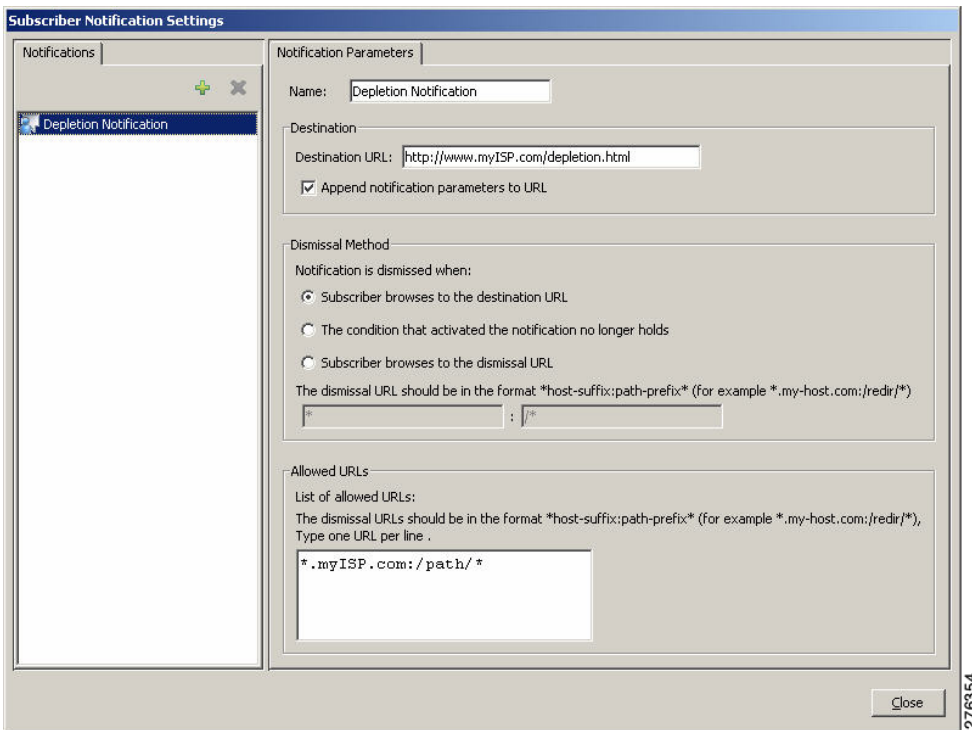 Subscriber Notification Settings
Notifications
Depletion Notification
Notification Parameters
Name: Depletion Notification
Destination
Destination URL: http://www.myISP.com/depletion.html
Append notification parameters to URL
Dismissal Method
Notification is dismissed when:
Subscriber browses to the destination URL
The condition that activated the notification no longer holds
Subscriber browses to the dismissal URL
The dismissal URL should be in the format *host-suffix:path-prefix* (for example *.my-host.com:/redir/*)
* : /*
Allowed URLs
List of allowed URLs:
The dismissal URLs should be in the format *host-suffix:path-prefix* (for example *.my-host.com:/redir/*),
Type one URL per line .
*.myISP.com:/path/*
Close
276354